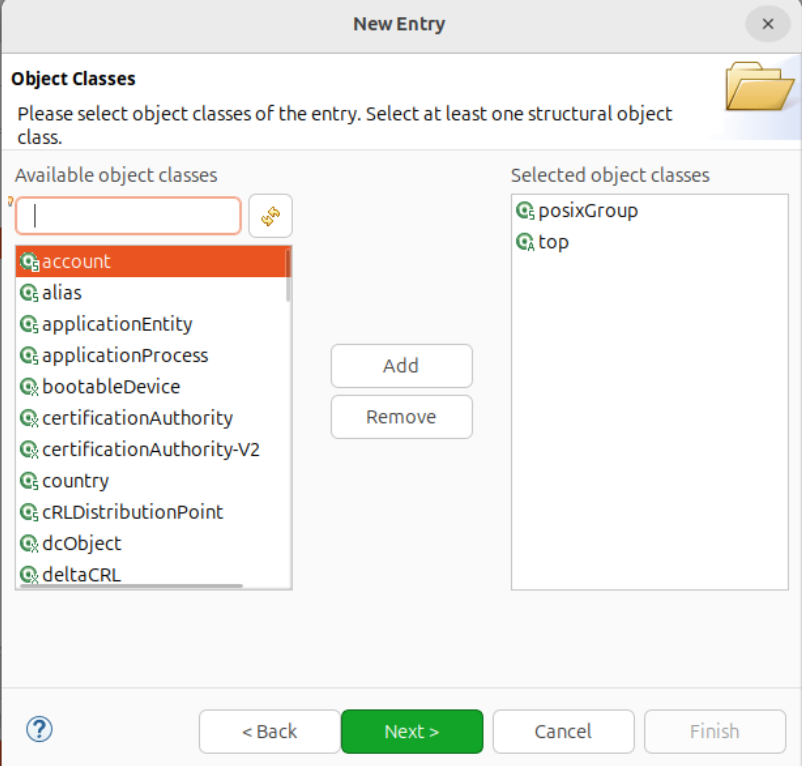 New Entry
Object Classes
Please select object classes of the entry. Select at least one structural object
class.
Available object classes
account
alias
applicationEntity
applicationProcess
bootableDevice
certificationAuthority
certificationAuthority-V2
country
cRLDistributionPoint
dcObject
deltaCRL
Add
Remove
Selected object classes
posixGroup
top
< Back
Next >
Cancel
Finish